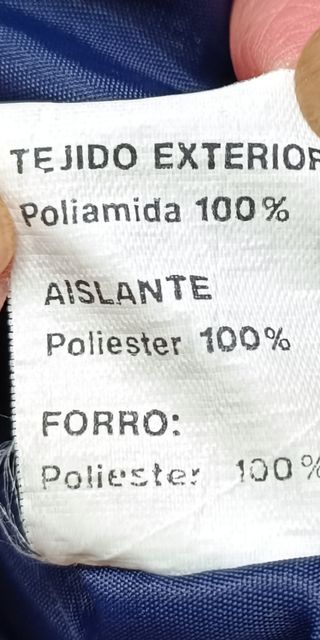 TEJIDO EXTERIOR
Poliamida 100%
AISLANTE
Poliester 100%
FORRO:
Poliester 100%